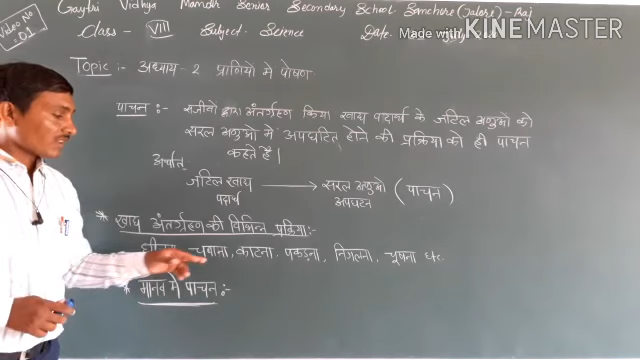 Video No
:01
Gaytri Vidhya Mandir Senior Secondary School Sanchore (Jalore) - Raj
Class - VIII Subject - Science Date
Made with KINEMASTER
Topic :- अध्याय - 2 प्राणियो मे पोषण
पाचन :- सजीवो द्वारा अंतर्ग्रहण किया खाद्य पदार्थ के जटिल अणुओ को
सरल अणुओ में अपघटित होने की प्रक्रिया को ही पाचन
कहते है।
अर्थात
जटिल खाद्य पदार्थ → सरल अणुओ अपघटन (पाचन)
* खाद्य अंतर्ग्रहण की विभिन्न प्रक्रिया :-
चबाना, काटना पकड़ना, निगलना, चूषना etc.
* मानव मे पाचन :-